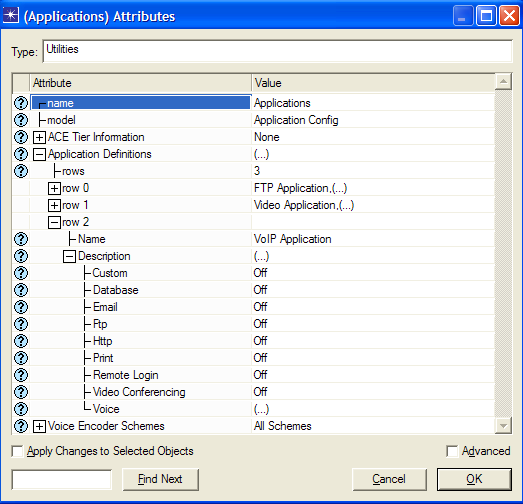 (Applications) Attributes
Type: Utilities
Attribute Value
? name Applications
? model Application Config
? ACE Tier Information None
? Application Definitions (...)
? rows 3
row 0 FTP Application,(...)
row 1 Video Application,(...)
row 2
? Name VoIP Application
? Description (...)
? Custom Off
? Database Off
? Email Off
? Ftp Off
? Http Off
? Print Off
? Remote Login Off
? Video Conferencing Off
? Voice (...)
? Voice Encoder Schemes All Schemes
Apply Changes to Selected Objects Advanced
Find Next Cancel OK